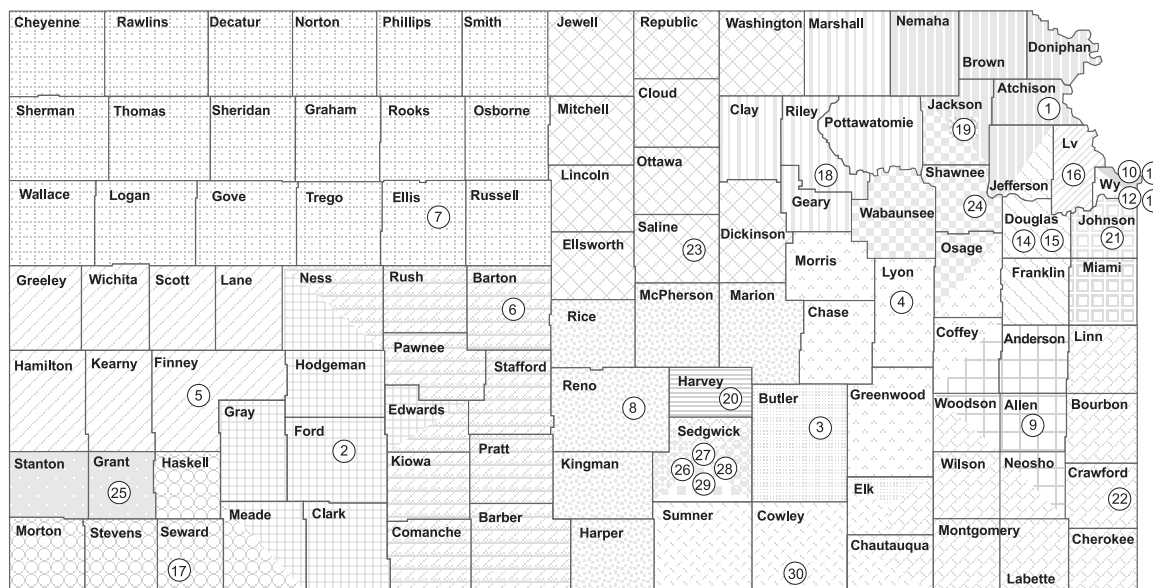 Cheyenne Rawlins Decatur Norton Phillips Smith Jewell Republic Washington Marshall Nemaha
Brown Doniphan
Sherman Thomas Sheridan Graham Rooks Osborne Mitchell Cloud Clay Riley Pottawatomie Jackson Atchison
19 1
Lv
Wallace Logan Gove Trego Ellis Russell Lincoln Ottawa Geary Wabaunsee Shawnee Jefferson Wy
7 18 24 16 10 12
Ellsworth Saline Dickinson Morris Osage Douglas Johnson
23 14 15 21
Greeley Wichita Scott Lane Ness Rush Barton Rice McPherson Marion Chase Lyon Franklin Miami
6 4
Hamilton Kearny Finney Hodgeman Pawnee Stafford Coffey Anderson Linn
5
Gray Edwards Reno Harvey Butler Greenwood Woodson Allen Bourbon
8 20 3 9
Ford Pratt Sedgwick
2 27 26 28 29
Stanton Grant Haskell Kiowa Kingman Elk Wilson Neosho Crawford
25 22
Morton Stevens Seward Meade Clark Comanche Barber Harper Sumner Cowley Chautauqua Montgomery Cherokee
17 30
Labette